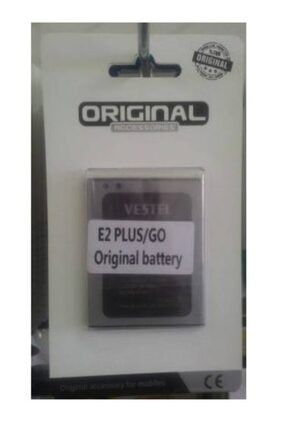 ORIGINAL
ORIGINAL
ACCESSORIES
VESTEL
E2 PLUS/GO
Original battery
Original accessory for mobiles
CE